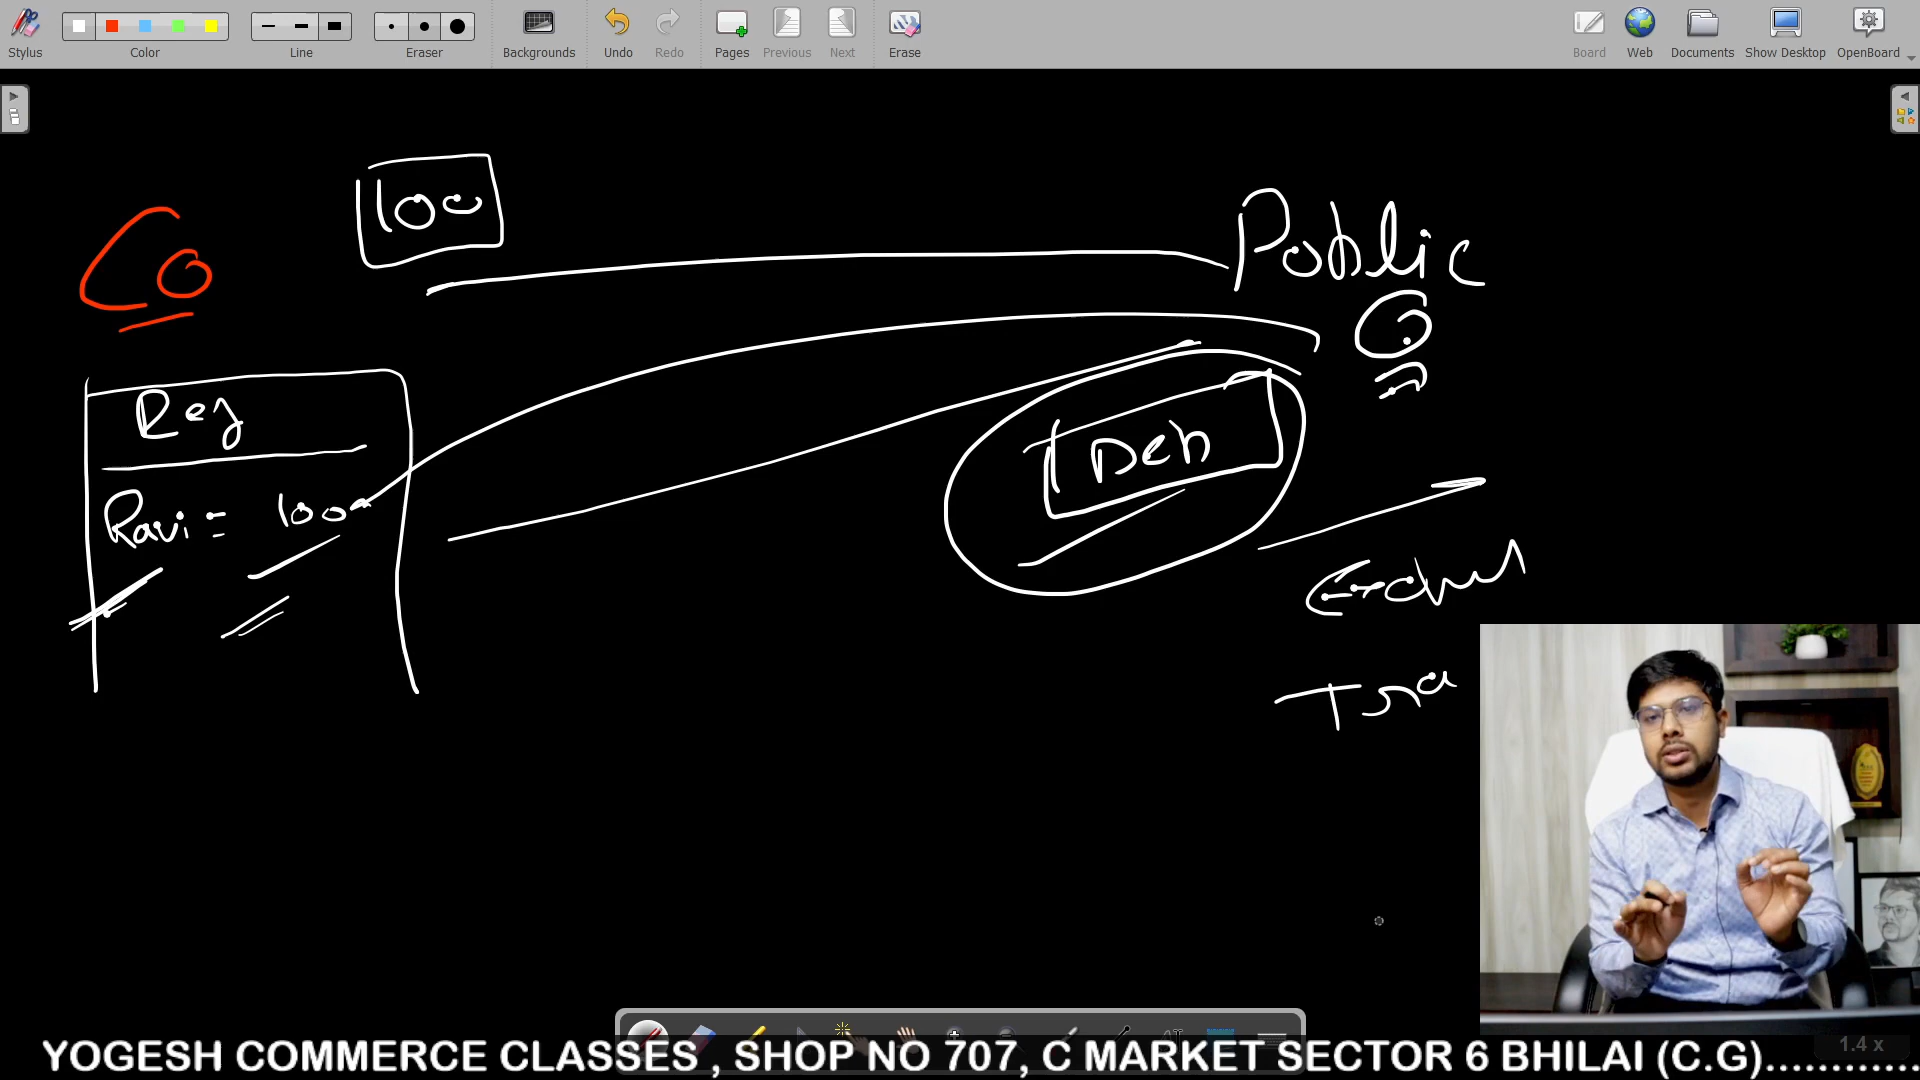 Stylus Color Line Eraser Backgrounds Undo Redo Pages Previous Next Erase Board Web Documents Show Desktop OpenBoard
100
Co
Public
Reg
Deb
Ravi = 100
Tra
1.4 x
YOGESH COMMERCE CLASSES , SHOP NO 707, C MARKET SECTOR 6 BHILAI (C.G)............